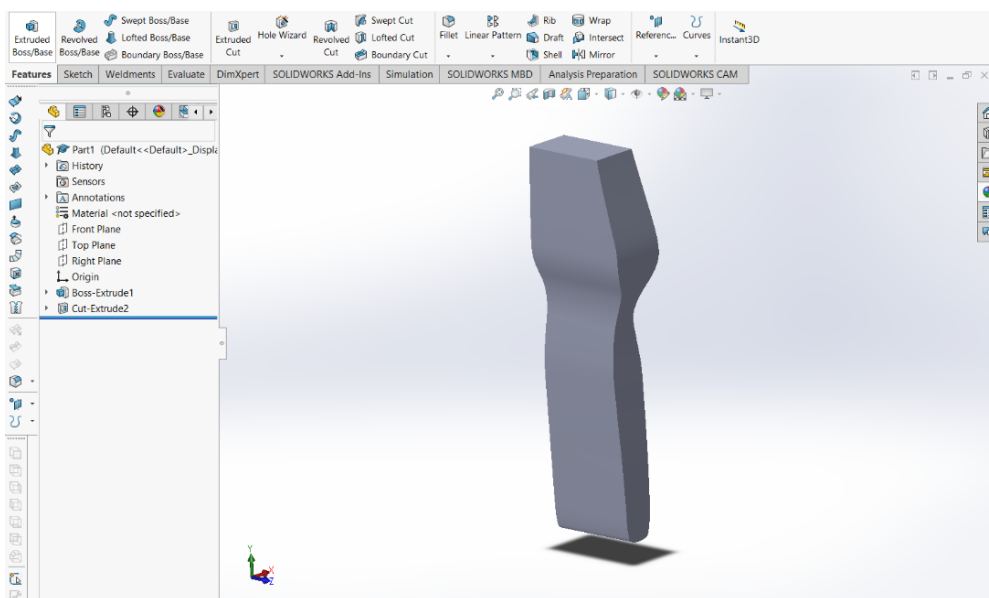 Extruded Boss/Base
Revolved Boss/Base
Swept Boss/Base
Lofted Boss/Base
Boundary Boss/Base
Extruded Cut
Hole Wizard
Revolved Cut
Swept Cut
Lofted Cut
Boundary Cut
Fillet
Linear Pattern
Rib
Draft
Shell
Wrap
Intersect
Mirror
Referenc...
Curves
Instant3D
Features Sketch Weldments Evaluate DimXpert SOLIDWORKS Add-Ins Simulation SOLIDWORKS MBD Analysis Preparation SOLIDWORKS CAM
Part1 (Default<<Default>_Displa
History
Sensors
Annotations
Material <not specified>
Front Plane
Top Plane
Right Plane
Origin
Boss-Extrude1
Cut-Extrude2
Y
X
Z